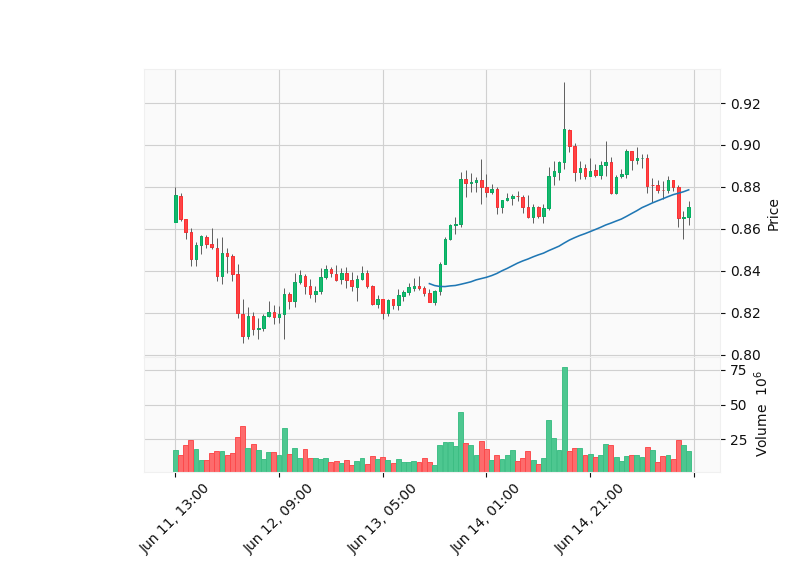 0.92
0.90
0.88
0.86
0.84
0.82
0.80
Price
75
50
25
Volume 10^6
Jun 11, 13:00
Jun 12, 09:00
Jun 13, 05:00
Jun 14, 01:00
Jun 14, 21:00